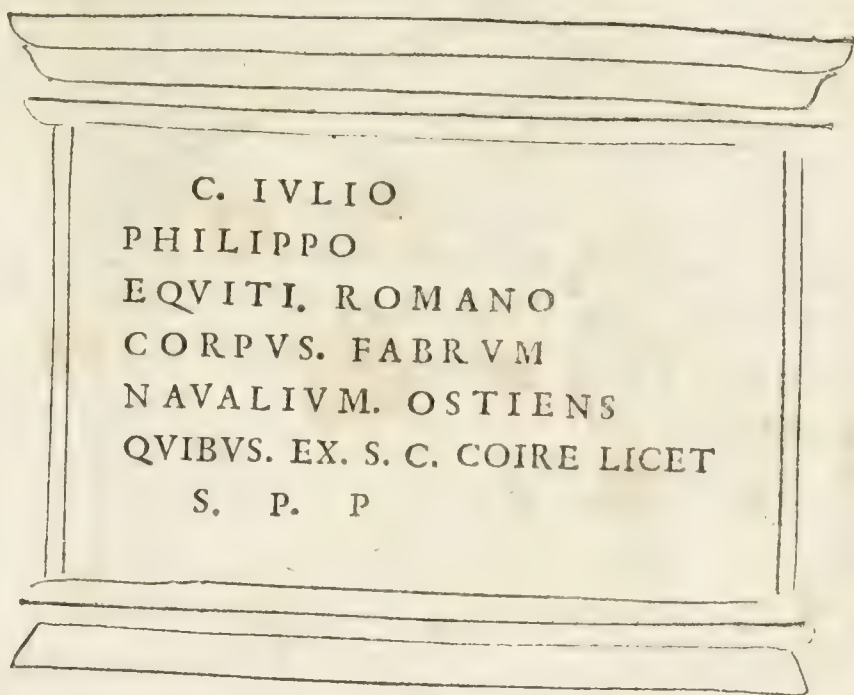 C. IVLIO
PHILIPPO
EQVITI. ROMANO
CORPVS. FABRVM
NAVALIVM. OSTIENS
QVIBVS. EX. S. C. COIRE LICET
S. P. P